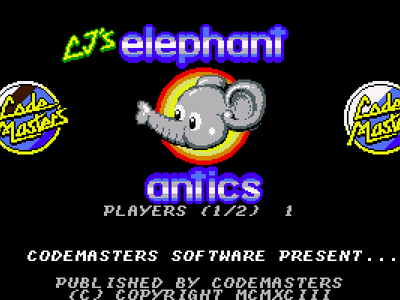 CJ's
elephant
Code Masters
Code Masters
antics
PLAYERS (1/2) 1
CODEMASTERS SOFTWARE PRESENT...
PUBLISHED BY CODEMASTERS
(C) COPYRIGHT MCMXCIII